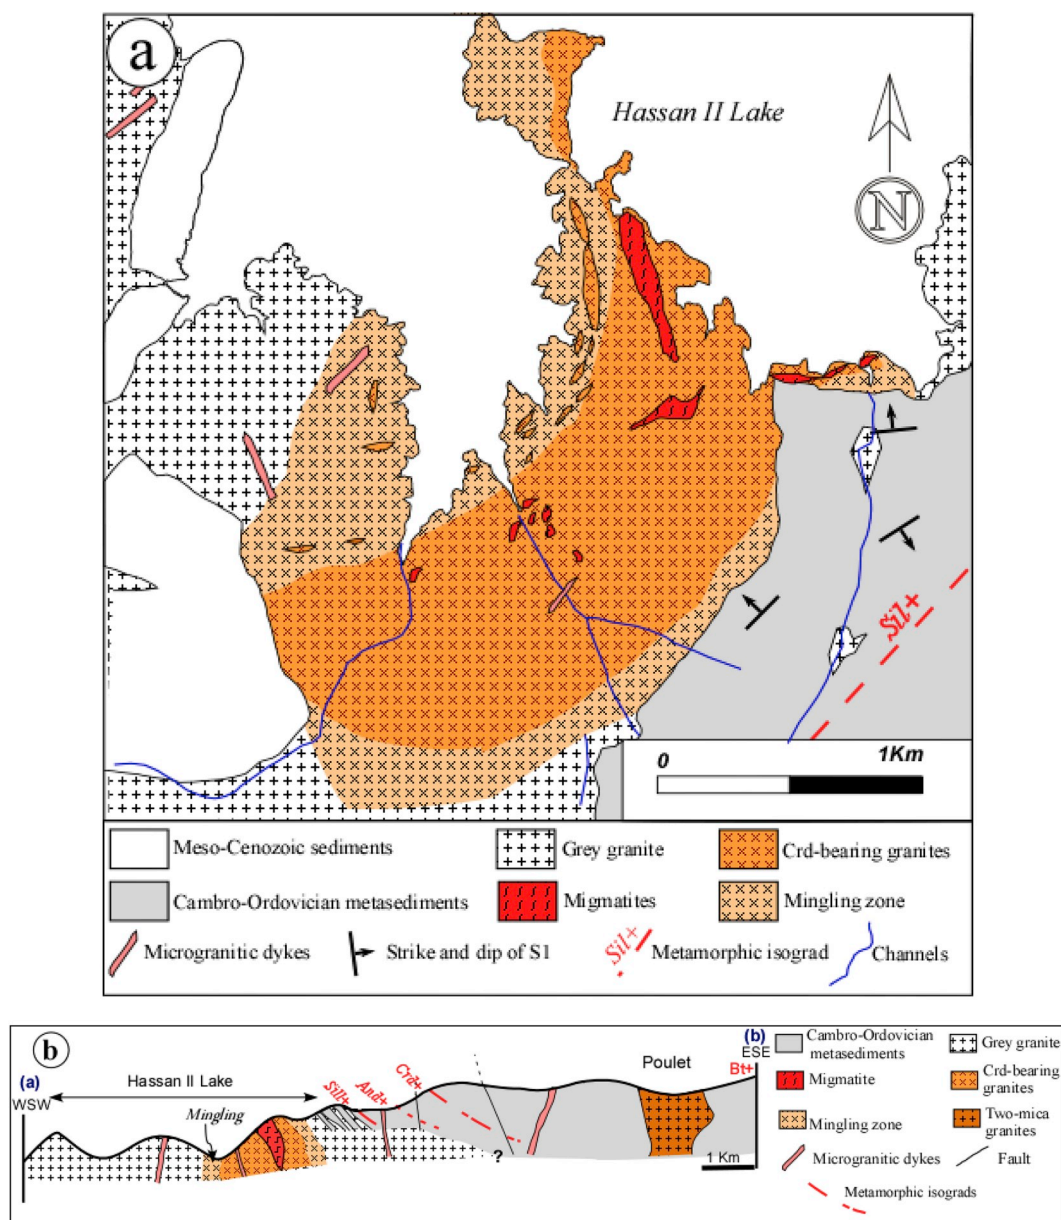 a
Hassan II Lake
N
Sil+
0
1Km
Meso-Cenozoic sediments
Grey granite
Crd-bearing granites
Cambro-Ordovician metasediments
Migmatites
Mingling zone
Microgranitic dykes
Strike and dip of S1
Sil+
Metamorphic isograd
Channels
b
(a)
WSW
Hassan II Lake
Mingling
Sill+
And+
Crd+
?
Poulet
Bt+
(b)
ESE
1 Km
Cambro-Ordovician
metasediments
Grey granite
Migmatite
Crd-bearing
granites
Mingling zone
Two-mica
granites
Microgranitic dykes
Fault
Metamorphic isograds